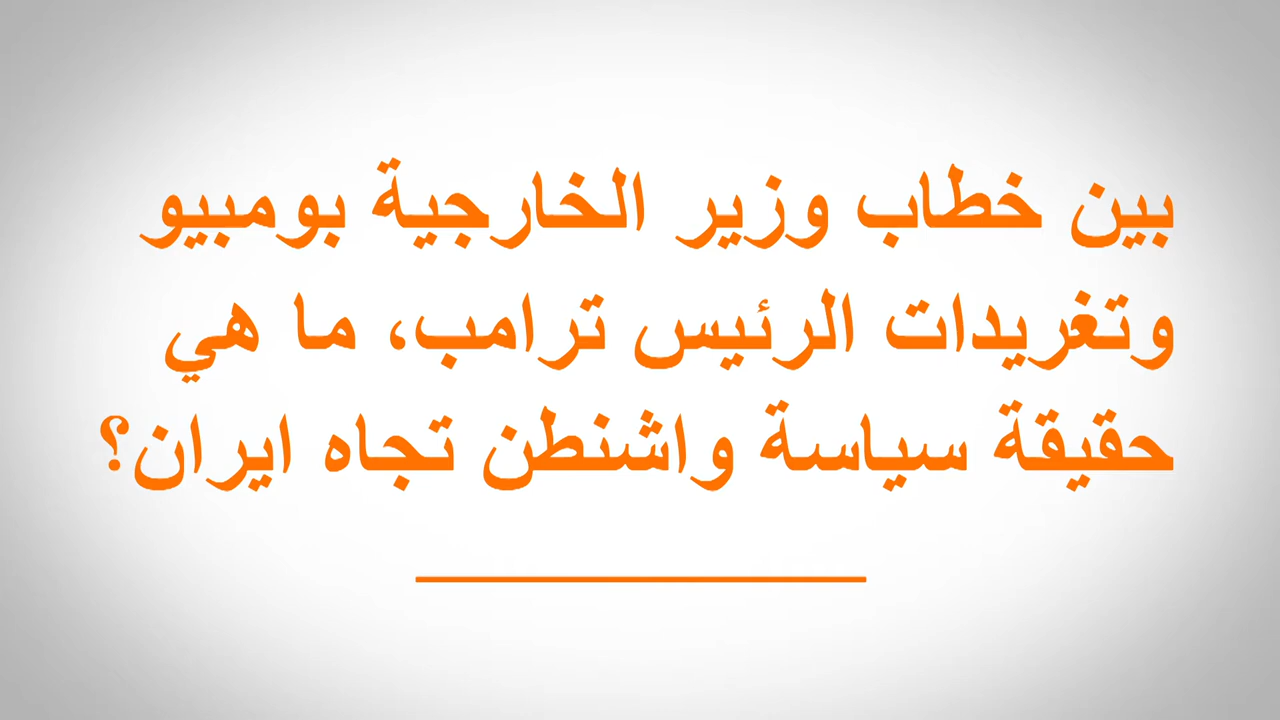 بين خطاب وزير الخارجية بومبيو
وتغريدات الرئيس ترامب، ما هي
حقيقة سياسة واشنطن تجاه ايران؟